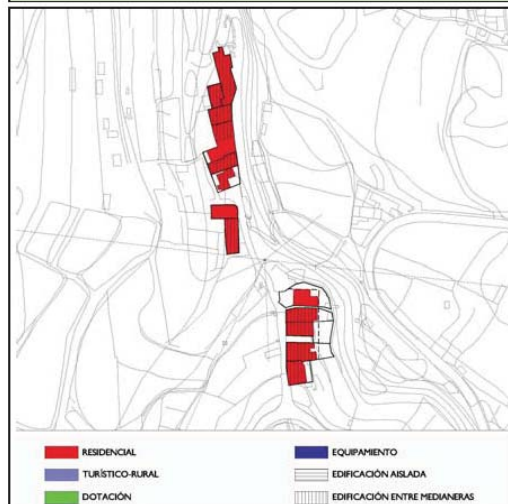 RESIDENCIAL
TURÍSTICO-RURAL
DOTACIÓN
EQUIPAMIENTO
EDIFICACIÓN AISLADA
EDIFICACIÓN ENTRE MEDIANERAS